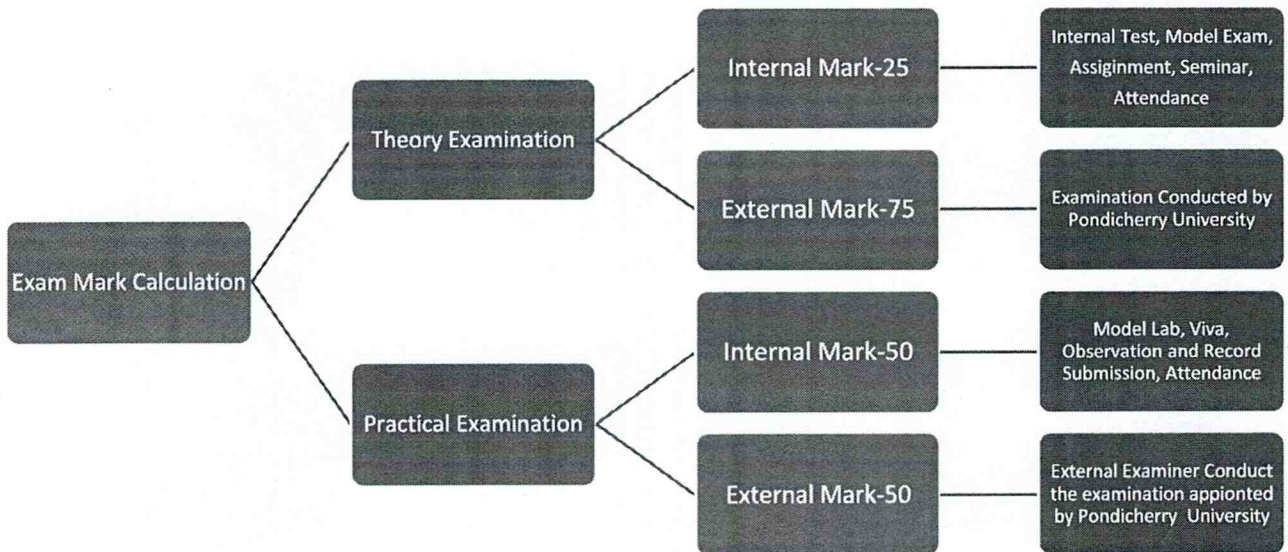 Exam Mark Calculation
Theory Examination
Internal Mark-25
Internal Test, Model Exam,
Assiginment, Seminar,
Attendance
External Mark-75
Examination Conducted by
Pondicherry University
Practical Examination
Internal Mark-50
Model Lab, Viva,
Observation and Record
Submission, Attendance
External Mark-50
External Examiner Conduct
the examination appionted
by Pondicherry University